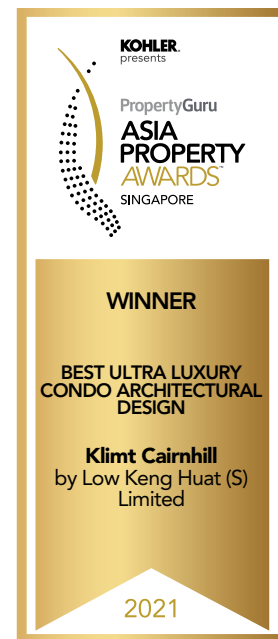 KOHLER.
presents
PropertyGuru
ASIA
PROPERTY
AWARDS™
SINGAPORE
WINNER
BEST ULTRA LUXURY
CONDO ARCHITECTURAL
DESIGN
Klimt Cairnhill
by Low Keng Huat (S)
Limited
2021